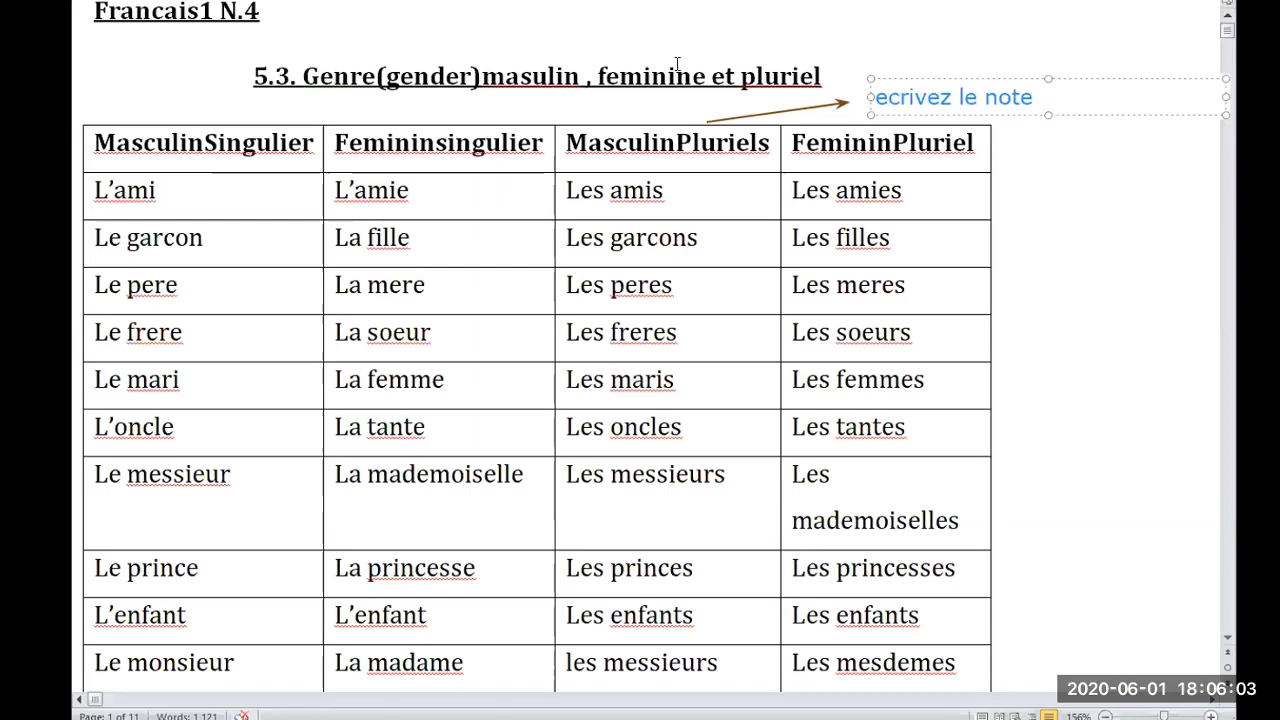 Francais1 N.4
5.3. Genre(gender)masulin , feminine et pluriel
ecrivez le note
MasculinSingulier Femininsingulier MasculinPluriels FemininPluriel
L’ami L’amie Les amis Les amies
Le garcon La fille Les garcons Les filles
Le pere La mere Les peres Les meres
Le frere La soeur Les freres Les soeurs
Le mari La femme Les maris Les femmes
L’oncle La tante Les oncles Les tantes
Le messieur La mademoiselle Les messieurs Les
mademoiselles
Le prince La princesse Les princes Les princesses
L’enfant L’enfant Les enfants Les enfants
Le monsieur La madame les messieurs Les mesdemes
2020-06-01 18:06:03
Page: 1 of 11 Words: 1,121 156%